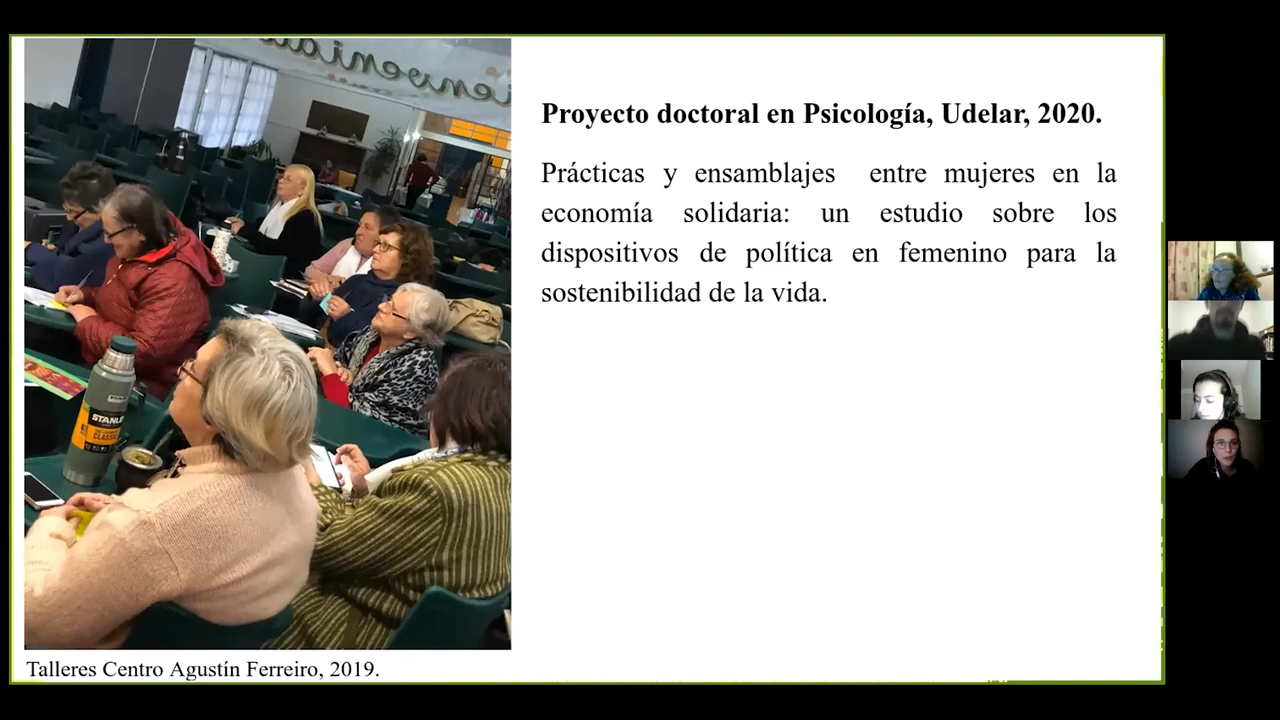 Bienvenida
Proyecto doctoral en Psicología, Udelar, 2020.
Prácticas y ensamblajes entre mujeres en la
economía solidaria: un estudio sobre los
dispositivos de política en femenino para la
sostenibilidad de la vida.
STANLEY
CLASSIC
Talleres Centro Agustín Ferreiro, 2019.